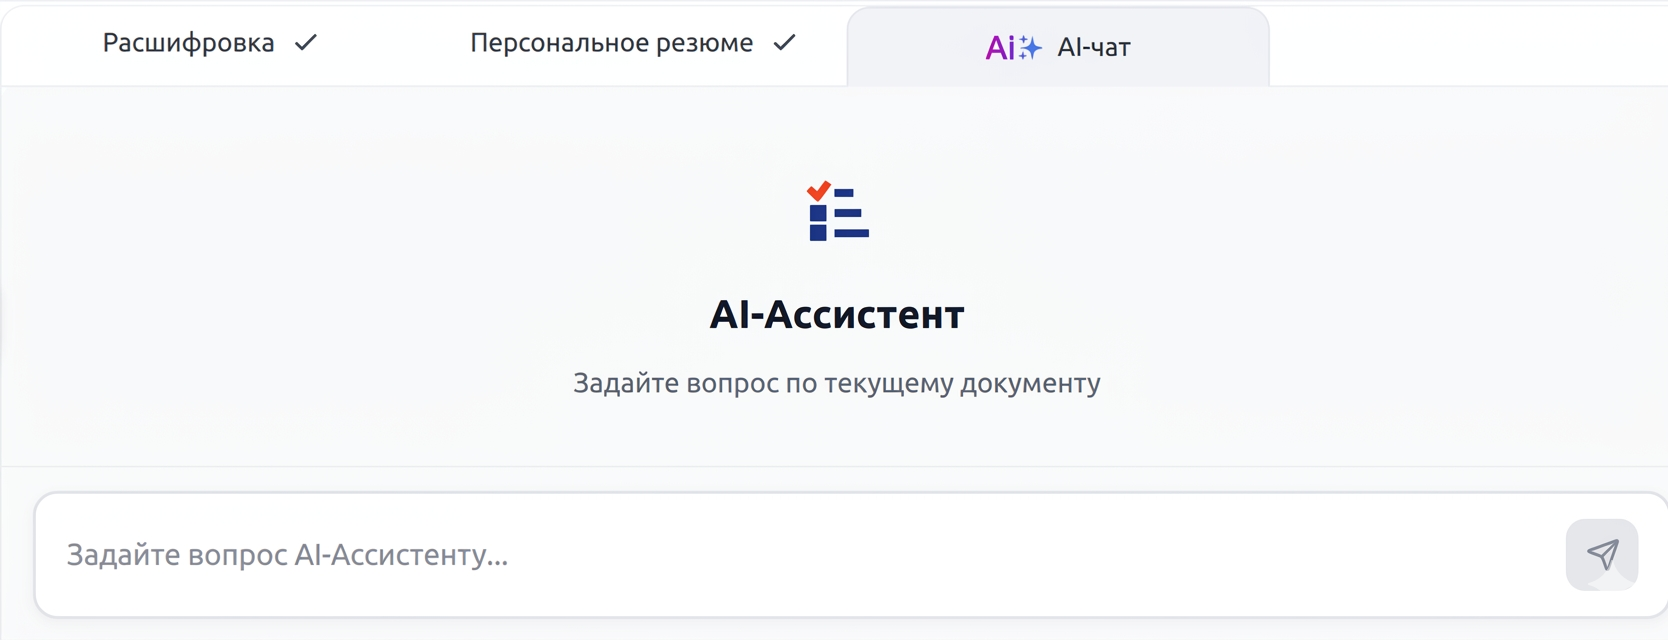 Расшифровка
Персональное резюме
Ai AI-чат
AI-Ассистент
Задайте вопрос по текущему документу
Задайте вопрос AI-Ассистенту...